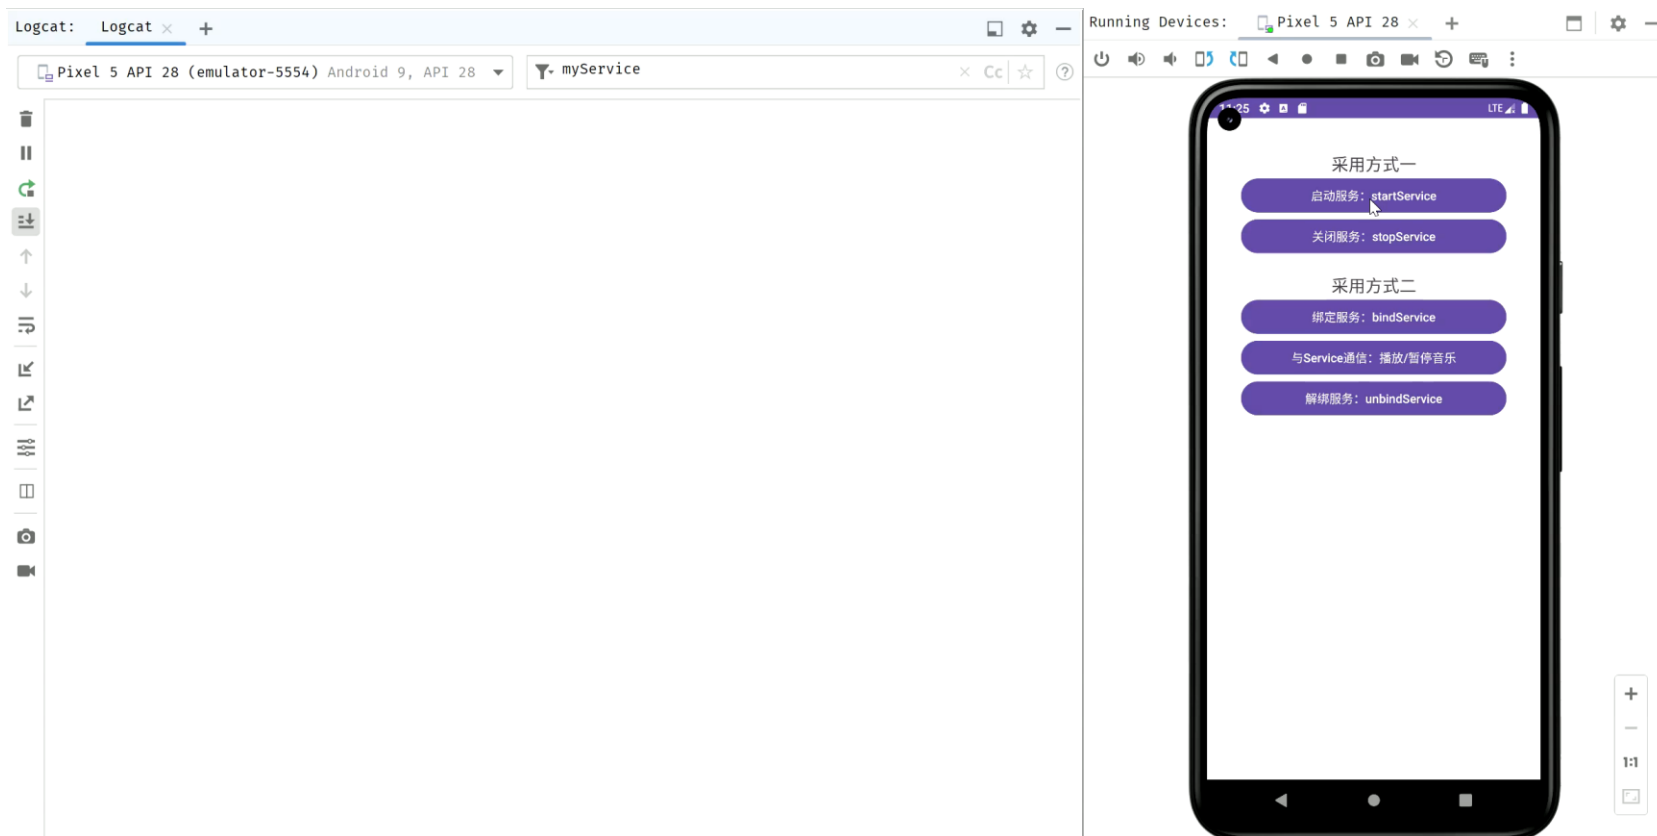 Logcat: Logcat
Pixel 5 API 28 (emulator-5554) Android 9, API 28
myService
Cc
?
Running Devices: Pixel 5 API 28
11:25
LTE
采用方式一
启动服务：startService
关闭服务：stopService
采用方式二
绑定服务：bindService
与Service通信：播放/暂停音乐
解绑服务：unbindService
1:1